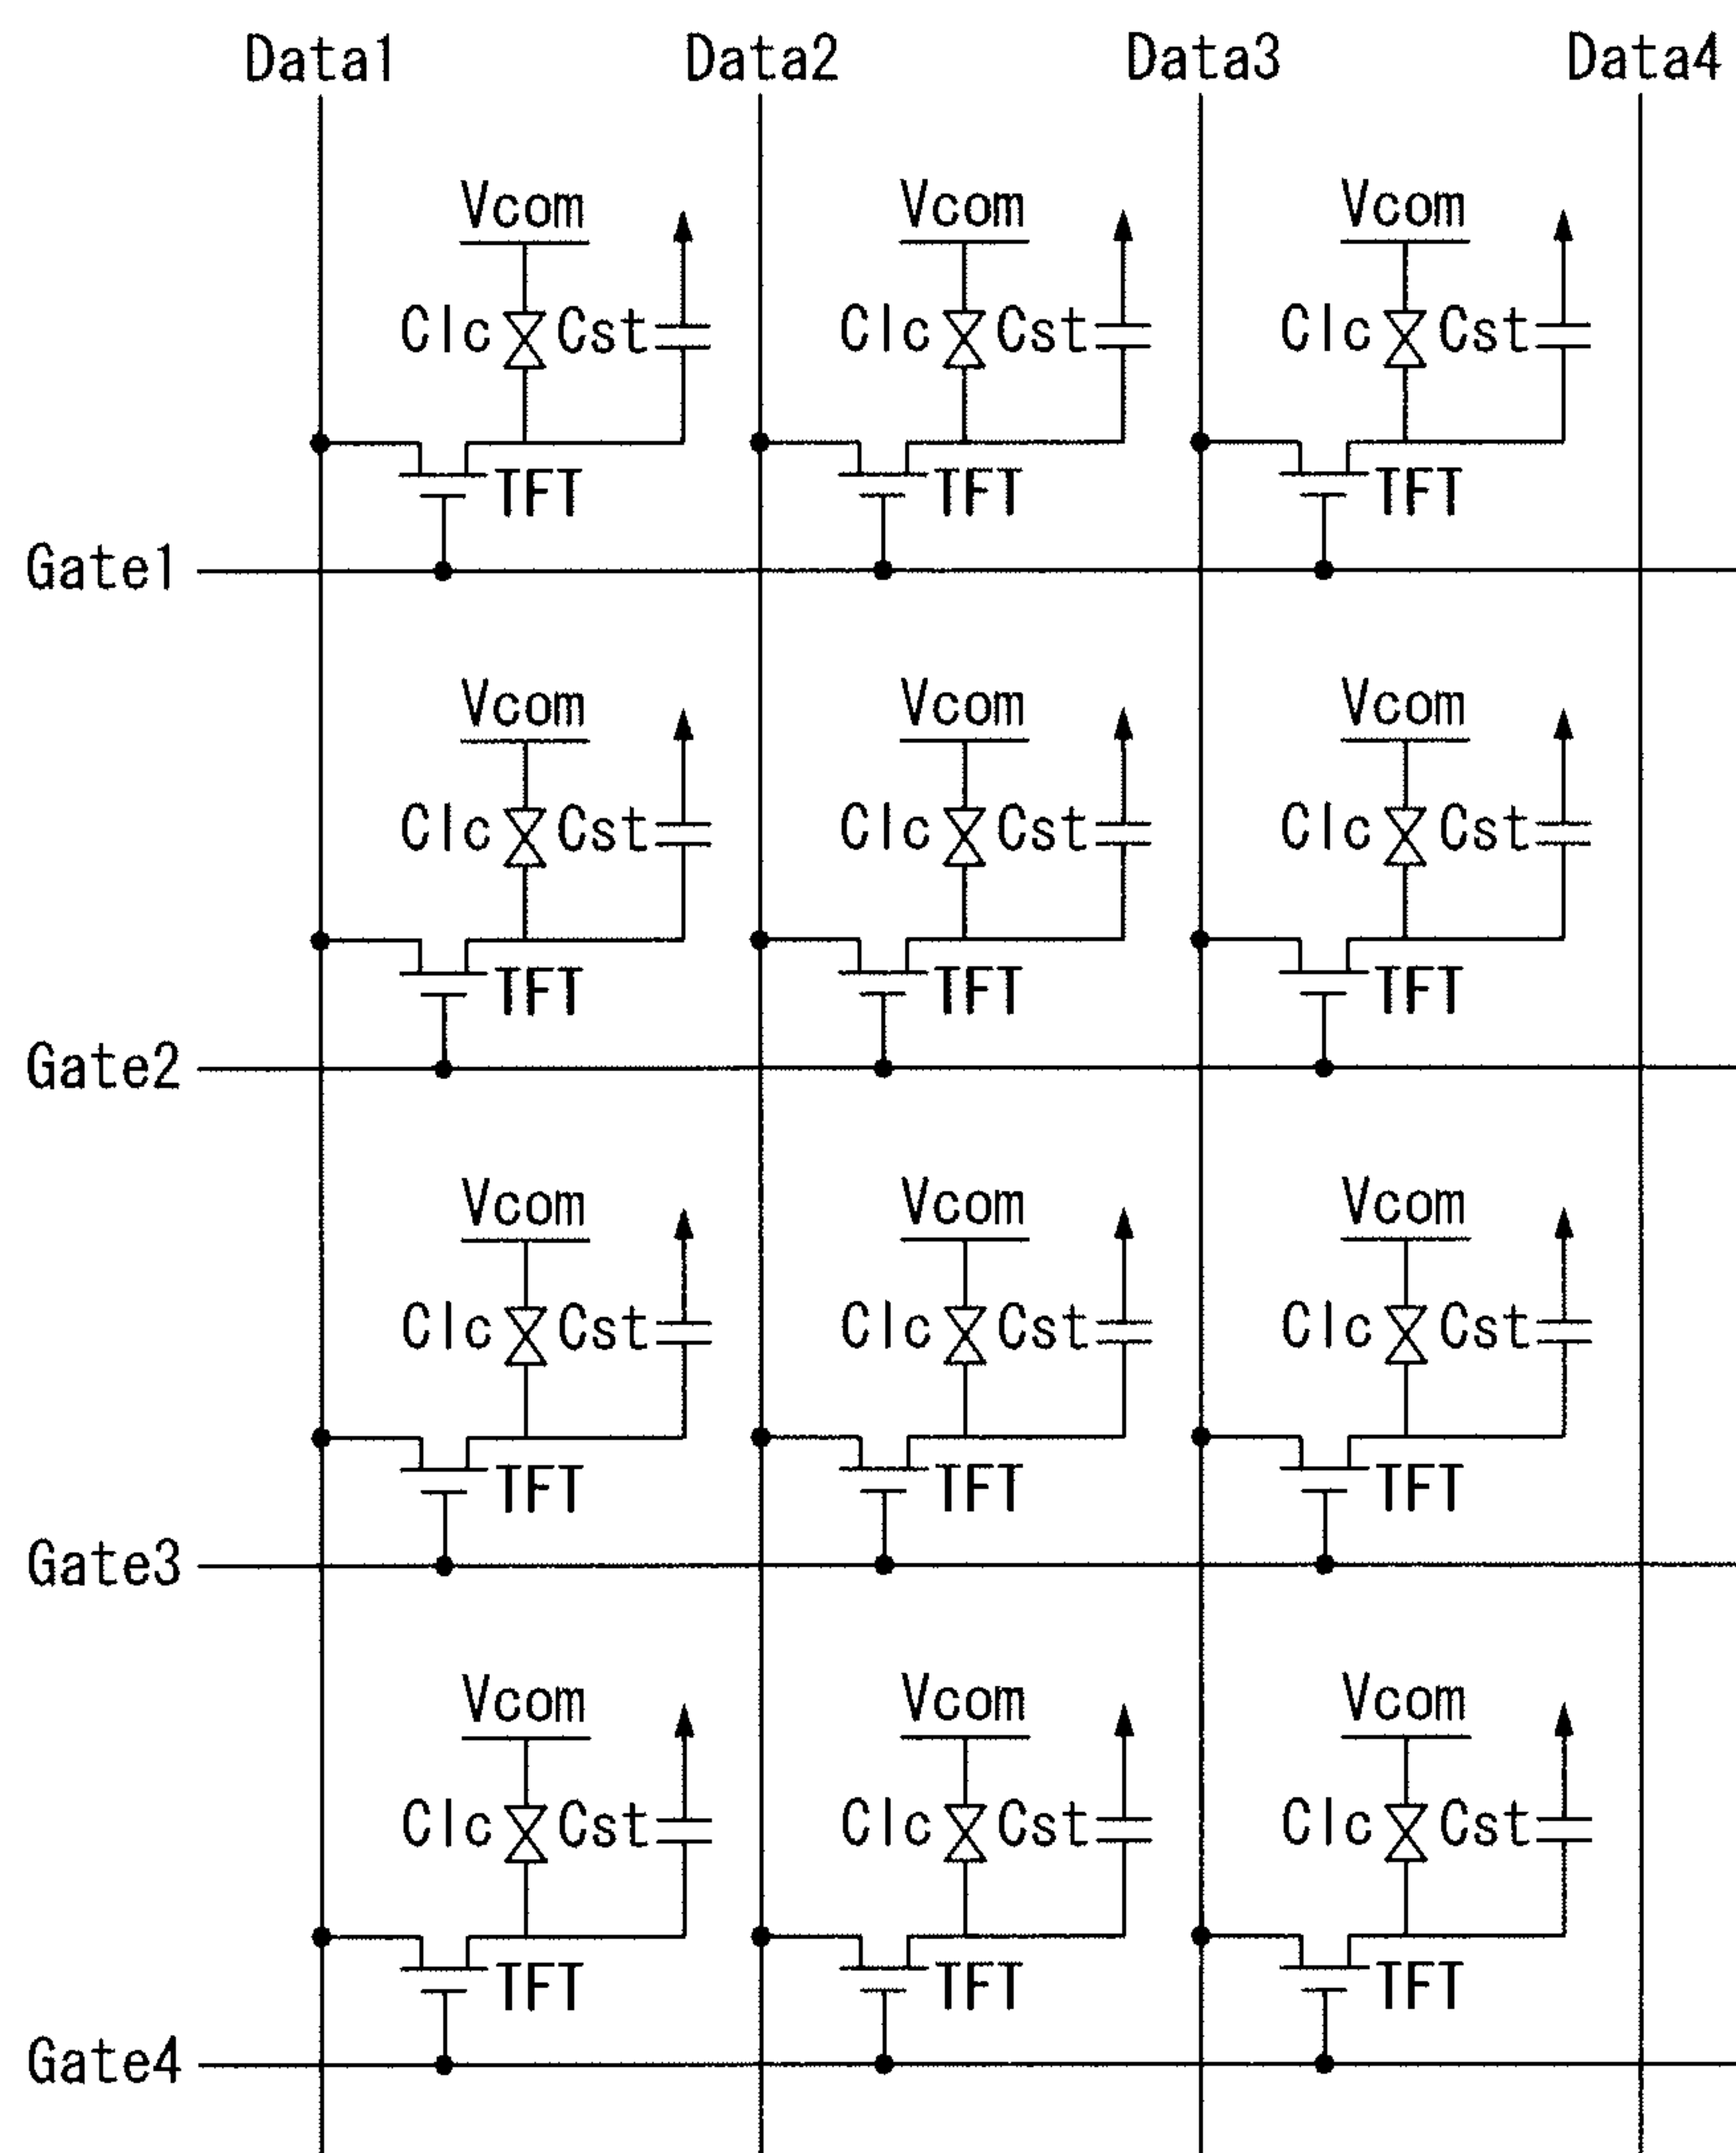 Data1 Data2 Data3 Data4
Vcom Vcom Vcom
Clc Cst Clc Cst Clc Cst
TFT TFT TFT
Gate1
Vcom Vcom Vcom
Clc Cst Clc Cst Clc Cst
TFT TFT TFT
Gate2
Vcom Vcom Vcom
Clc Cst Clc Cst Clc Cst
TFT TFT TFT
Gate3
Vcom Vcom Vcom
Clc Cst Clc Cst Clc Cst
TFT TFT TFT
Gate4